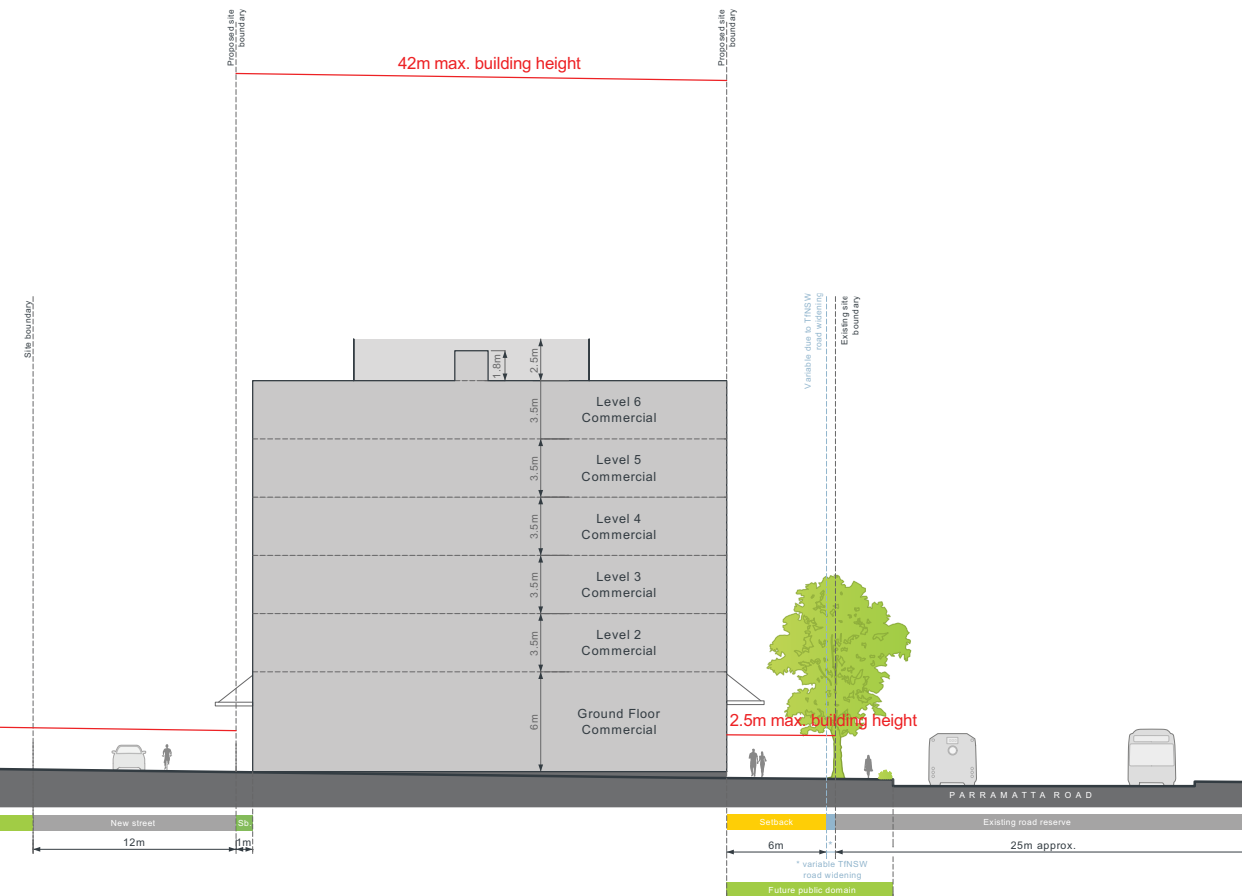 Proposed site
boundary
Proposed site
boundary
42m max. building height
Site boundary
Variable due to TfNSW
road widening
Existing site
boundary
1.8m
2.5m
3.5m
Level 6
Commercial
3.5m
Level 5
Commercial
3.5m
Level 4
Commercial
3.5m
Level 3
Commercial
3.5m
Level 2
Commercial
6m
Ground Floor
Commercial
2.5m max. building height
PARRAMATTA ROAD
New street
Sb.
Setback
*
Existing road reserve
12m
1m
6m
25m approx.
* variable TfNSW
road widening
Future public domain